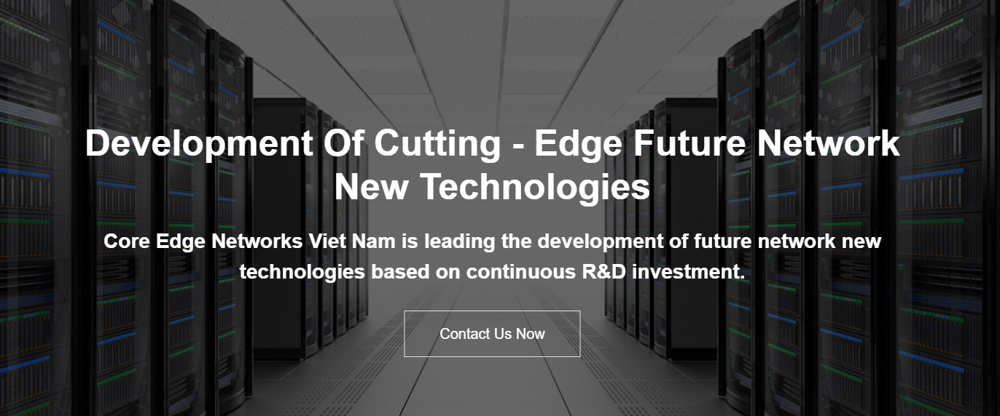 Development Of Cutting - Edge Future Network
New Technologies
Core Edge Networks Viet Nam is leading the development of future network new
technologies based on continuous R&D investment.
Contact Us Now